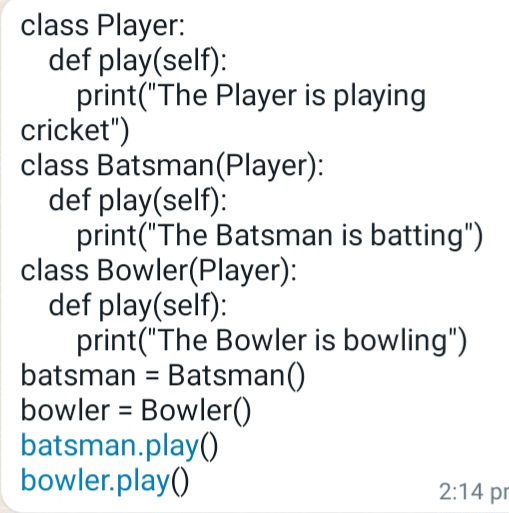 class Player:
    def play(self):
        print("The Player is playing
cricket")
class Batsman(Player):
    def play(self):
        print("The Batsman is batting")
class Bowler(Player):
    def play(self):
        print("The Bowler is bowling")
batsman = Batsman()
bowler = Bowler()
batsman.play()
bowler.play()
2:14 pr